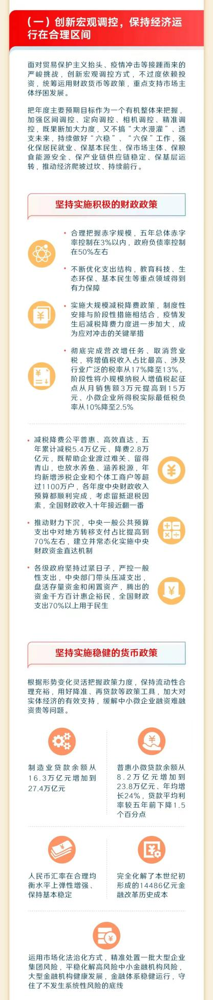 （一）创新宏观调控，保持经济运
行在合理区间
面对贸易保护主义抬头、疫情冲击等接踵而来的
严峻挑战，创新宏观调控方式，不过度依赖投
资，统筹运用财政货币等政策，重点支持市场主
体纾困发展。
把年度主要预期目标作为一个有机整体来把握，
加强区间调控、定向调控、相机调控、精准调
控，既果断加大力度，又不搞“大水漫灌”、透
支未来，持续做好“六稳”、“六保”工作，强
化保居民就业、保基本民生、保市场主体、保粮
食能源安全、保产业链供应链稳定、保基层运
转，推动经济爬坡过坎、持续前行。
坚持实施积极的财政政策
• 合理把握赤字规模，五年总体赤字
率控制在3%以内，政府负债率控制
在50%左右
• 不断优化支出结构，教育科技、生
态环保、基本民生等重点领域得到
有力保障
• 实施大规模减税降费政策，制度性
安排与阶段性措施相结合，疫情发
生后减税降费力度进一步加大，成
为应对冲击的关键举措
• 彻底完成营改增任务、取消营业
税，将增值税收入占比最高、涉及
行业广泛的税率从17%降至13%，
阶段性将小规模纳税人增值税起征
点从月销售额3万元提高到15万
元、小微企业所得税实际最低税负
率从10%降至2.5%
• 减税降费公平普惠、高效直达，五
年累计减税5.4万亿元、降费2.8万
亿元，既帮助企业渡过难关、留得
青山，也放水养鱼、涵养税源，年
均新增涉税企业和个体工商户等超
过1100万户，各年度中央财政收入
预算都顺利完成，考虑留抵退税因
素，全国财政收入十年接近翻一番
• 推动财力下沉，中央一般公共预算
支出中对地方转移支付占比提高到
70%左右，建立并常态化实施中央
财政资金直达机制
• 各级政府坚持过紧日子，严控一般
性支出，中央部门带头压减支出，
盘活存量资金和闲置资产，腾出的
资金千方百计惠企裕民，全国财政
支出70%以上用于民生
坚持实施稳健的货币政策
根据形势变化灵活把握政策力度，保持流动性合
理充裕，用好降准、再贷款等政策工具，加大对
实体经济的有效支持，缓解中小微企业融资难融
资贵等问题。
制造业贷款余额从
16.3万亿元增加到
27.4万亿元
普惠小微贷款余额从
8.2万亿元增加到
23.8万亿元、年均增
长24%，贷款平均利
率较五年前下降1.5
个百分点
人民币汇率在合理均
衡水平上弹性增强、
保持基本稳定
完全化解了本世纪初
形成的14486亿元金
融改革历史成本
运用市场化法治化方式，精准处置一批大型企业
集团风险，平稳化解高风险中小金融机构风险，
大型金融机构健康发展，金融体系稳健运行，守
住了不发生系统性风险的底线